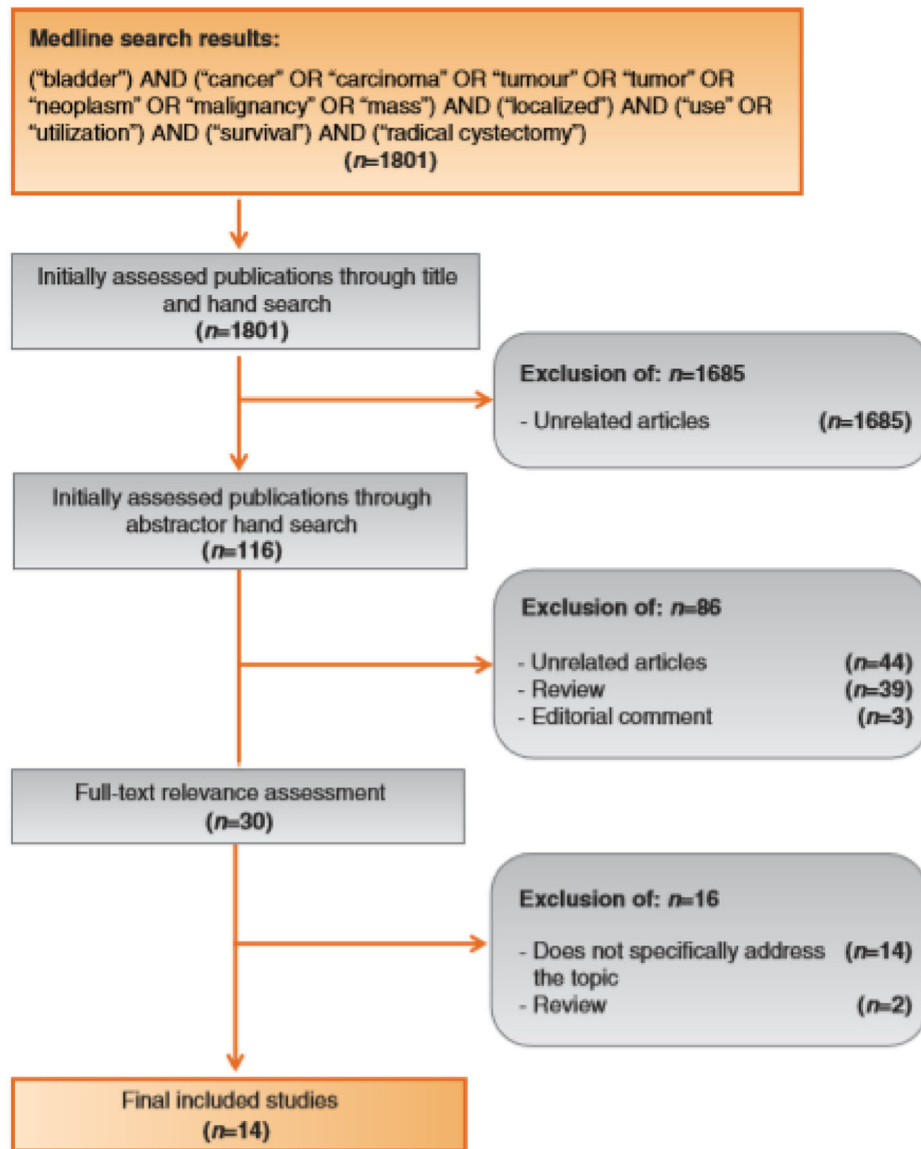 Medline search results:
(“bladder”) AND (“cancer” OR “carcinoma” OR “tumour” OR “tumor” OR
“neoplasm” OR “malignancy” OR “mass”) AND (“localized”) AND (“use” OR
“utilization”) AND (“survival”) AND (“radical cystectomy”)
(n=1801)
Initially assessed publications through title
and hand search
(n=1801)
Exclusion of: n=1685
- Unrelated articles (n=1685)
Initially assessed publications through
abstractor hand search
(n=116)
Exclusion of: n=86
- Unrelated articles (n=44)
- Review (n=39)
- Editorial comment (n=3)
Full-text relevance assessment
(n=30)
Exclusion of: n=16
- Does not specifically address (n=14)
the topic
- Review (n=2)
Final included studies
(n=14)